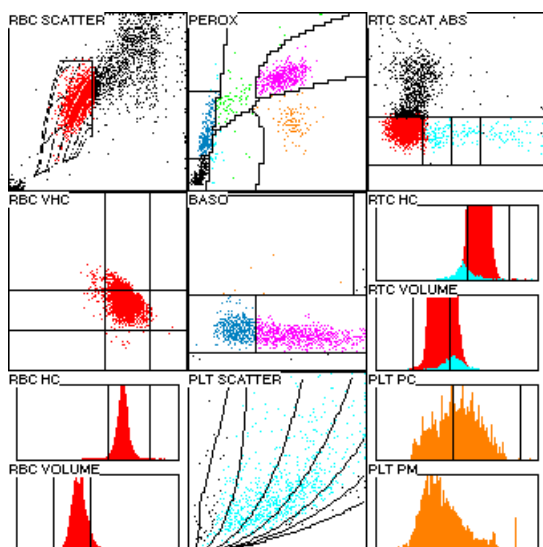 RBC SCATTER
PEROX
RTC SCAT ABS
RBC VHC
BASO
RTC HC
RTC VOLUME
RBC HC
PLT SCATTER
PLT PC
RBC VOLUME
PLT PM